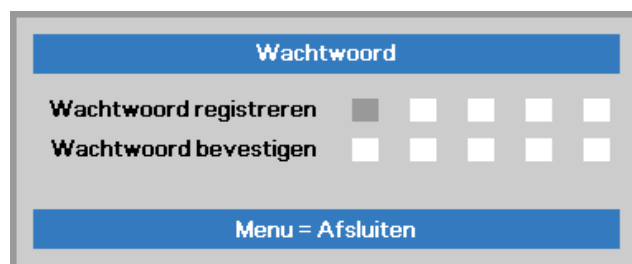 Wachtwoord
Wachtwoord registreren
Wachtwoord bevestigen
Menu = Afsluiten